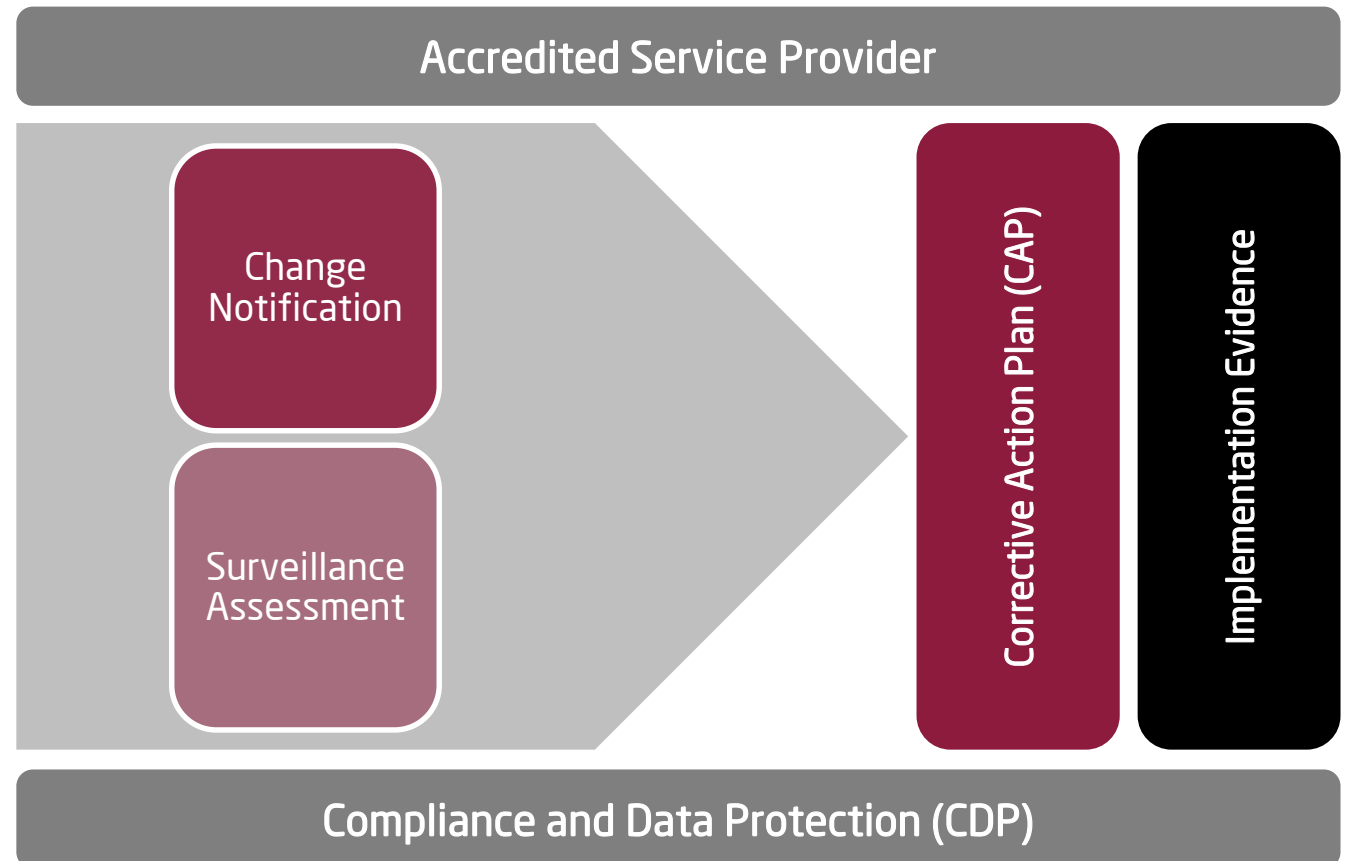 Accredited Service Provider
Change
Notification
Surveillance
Assessment
Corrective Action Plan (CAP)
Implementation Evidence
Compliance and Data Protection (CDP)